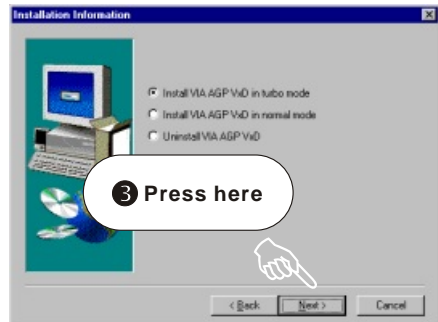 Installation Information
Install VIA AGP VxD in turbo mode
Install VIA AGP VxD in normal mode
Uninstall VIA AGP VxD
❸ Press here
< Back Next > Cancel